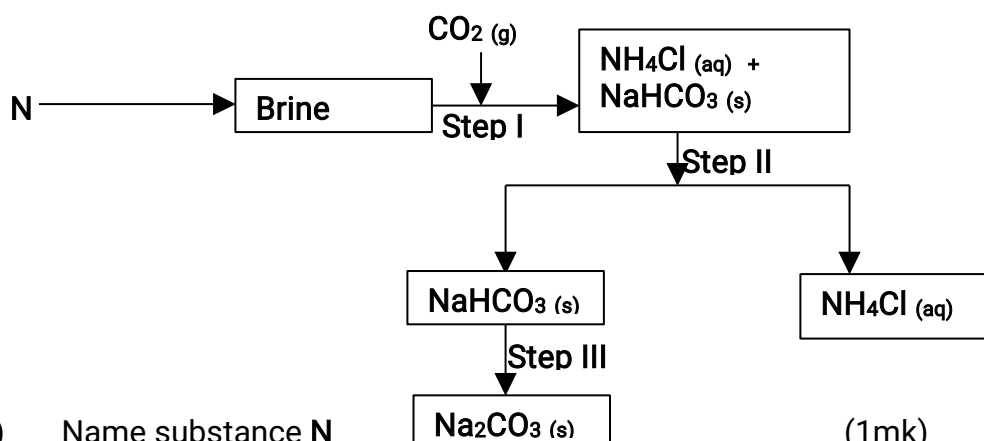 CO₂ (g)
NH₄Cl (aq) +
NaHCO₃ (s)
N
Brine
Step I
Step II
NaHCO₃ (s)
NH₄Cl (aq)
Step III
Na₂CO₃ (s)
) Name substance N (1mk)